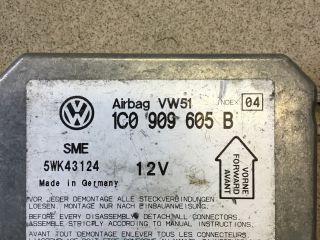 Airbag VW51
INDEX 04
1C0 909 605 B
SME
5WK43124
12V
Made in Germany
VORNE
FORWARD
AVANT
VOR JEGER DEMONTAGE ALLE STECKVERBINDUNGEN
LOESEN. MONTAGE NUR NACH EINBAUANWEISUNG.
BEFORE EVERY DISASSEMBLY DETACH ALL CONNECTORS.
ASSEMBLE STRICTLY ACCORDING TO MANUAL INSTRUCTIONS.
AVANT TOUT DEMONTAGE ENLEVER TOUS LES CONNECTEURS